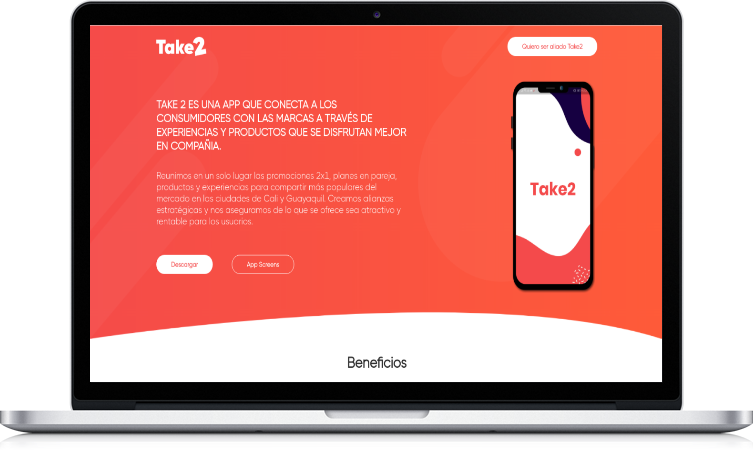 Take2
Quiero ser aliado Take2
TAKE 2 ES UNA APP QUE CONECTA A LOS
CONSUMIDORES CON LAS MARCAS A TRAVÉS DE
EXPERIENCIAS Y PRODUCTOS QUE SE DISFRUTAN MEJOR
EN COMPAÑIA.
Reunimos en un solo lugar las promociones 2x1, planes en pareja,
productos y experiencias para compartir más populares del
mercado en las ciudades de Cali y Guayaquil. Creamos alianzas
estratégicas y nos aseguramos de lo que se ofrece sea atractivo y
rentable para los usuarios.
Take2
Descargar
App Screens
Beneficios